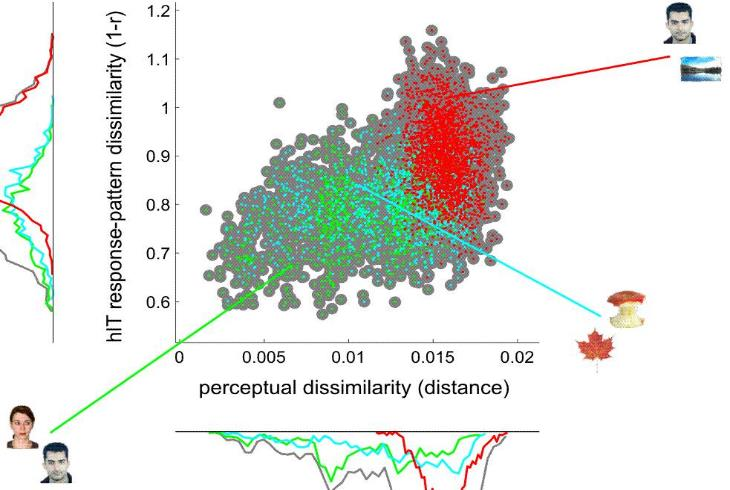 1.2
1.1
1
0.9
0.8
0.7
0.6
hIT response-pattern dissimilarity (1-r)
0 0.005 0.01 0.015 0.02
perceptual dissimilarity (distance)